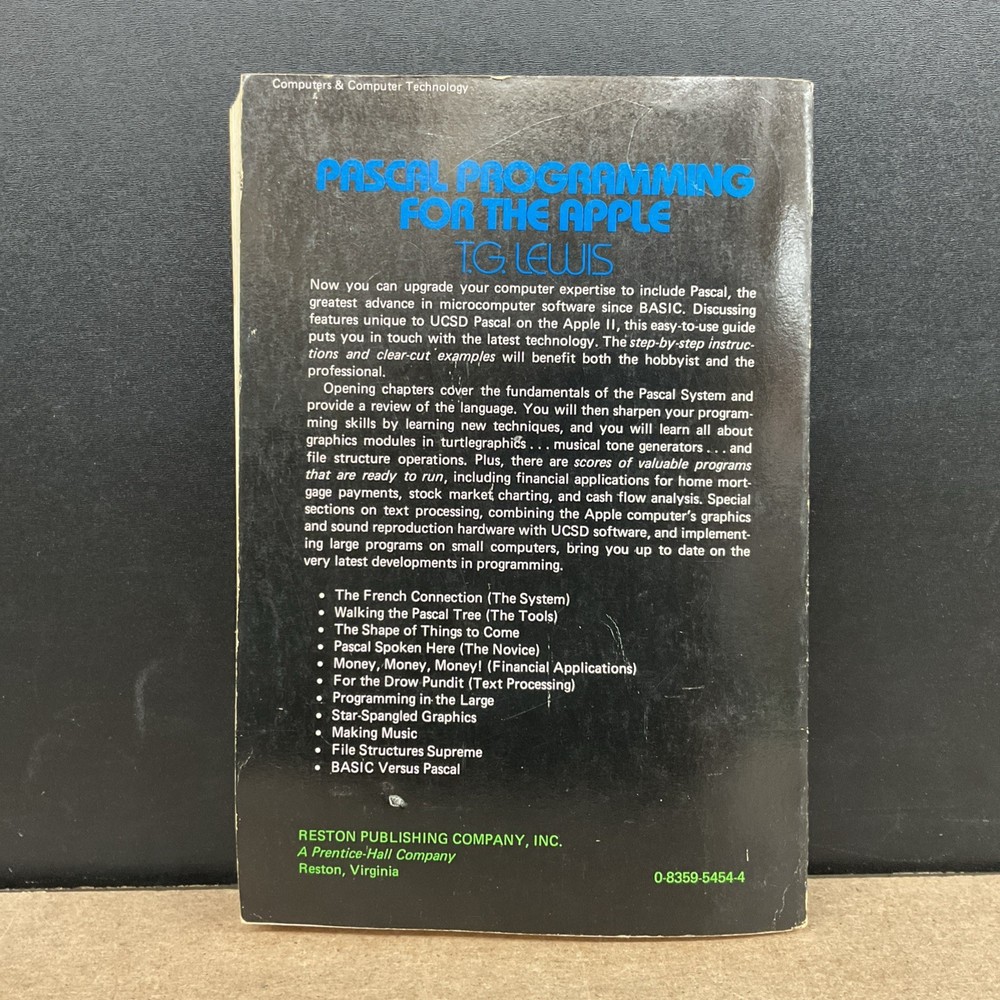 Computers & Computer Technology
PASCAL PROGRAMMING
FOR THE APPLE
T.G. LEWIS
Now you can upgrade your computer expertise to include Pascal, the
greatest advance in microcomputer software since BASIC. Discussing
features unique to UCSD Pascal on the Apple II, this easy-to-use guide
puts you in touch with the latest technology. The step-by-step instruc-
tions and clear-cut examples will benefit both the hobbyist and the
professional.
Opening chapters cover the fundamentals of the Pascal System and
provide a review of the language. You will then sharpen your program-
ming skills by learning new techniques, and you will learn all about
graphics modules in turtlegraphics . . . musical tone generators . . . and
file structure operations. Plus, there are scores of valuable programs
that are ready to run, including financial applications for home mort-
gage payments, stock market charting, and cash flow analysis. Special
sections on text processing, combining the Apple computer's graphics
and sound reproduction hardware with UCSD software, and implement-
ing large programs on small computers, bring you up to date on the
very latest developments in programming.
• The French Connection (The System)
• Walking the Pascal Tree (The Tools)
• The Shape of Things to Come
• Pascal Spoken Here (The Novice)
• Money, Money, Money! (Financial Applications)
• For the Drow Pundit (Text Processing)
• Programming in the Large
• Star-Spangled Graphics
• Making Music
• File Structures Supreme
• BASIC Versus Pascal
RESTON PUBLISHING COMPANY, INC.
A Prentice-Hall Company
Reston, Virginia
0-8359-5454-4